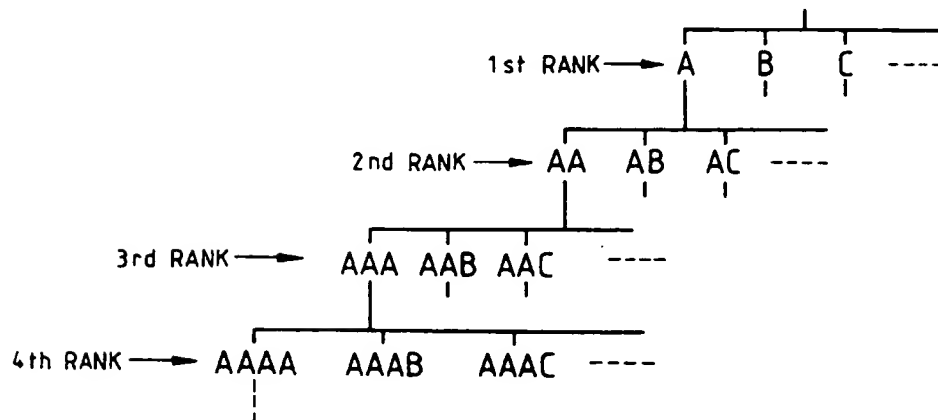 1st RANK A B C ----
2nd RANK AA AB AC ----
3rd RANK AAA AAB AAC ----
4th RANK AAAA AAAB AAAC ----